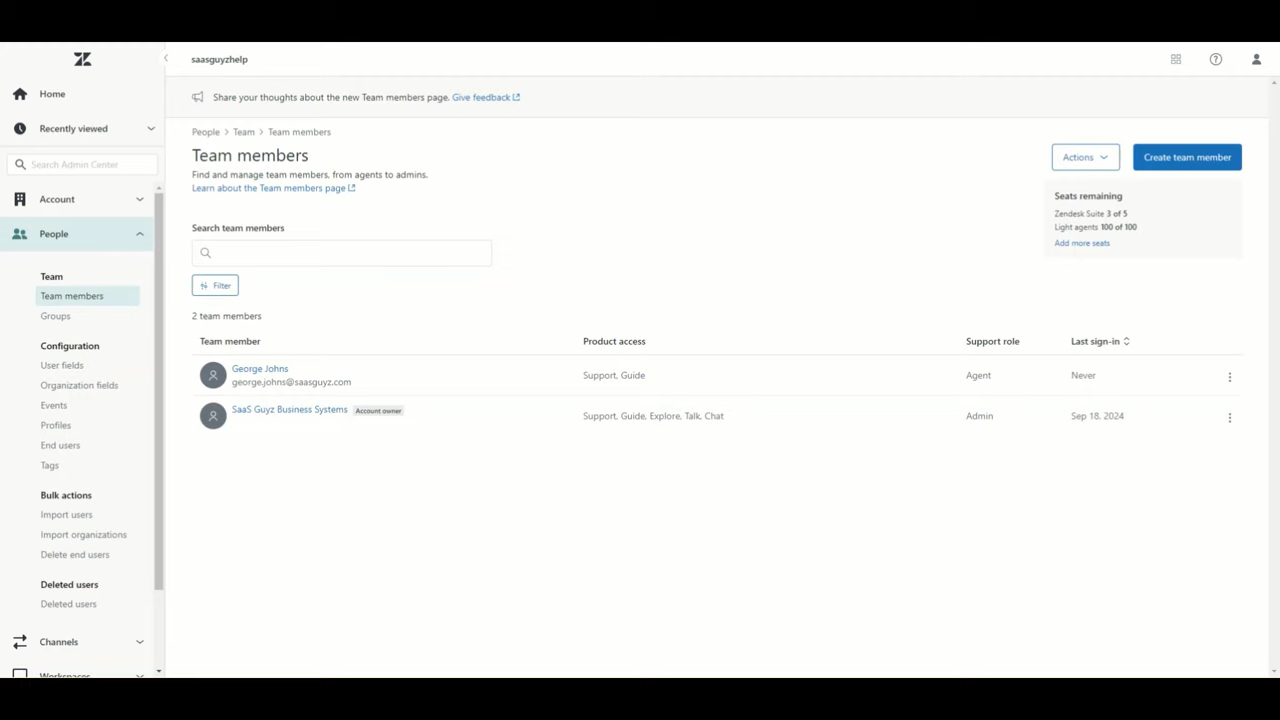 saasguyzhelp
Home
Recently viewed
Search Admin Center
Account
People
Team
Team members
Groups
Configuration
User fields
Organization fields
Events
Profiles
End users
Tags
Bulk actions
Import users
Import organizations
Delete end users
Deleted users
Deleted users
Channels
Workspaces
Share your thoughts about the new Team members page. Give feedback
People > Team > Team members
Team members
Find and manage team members, from agents to admins.
Learn about the Team members page
Actions
Create team member
Seats remaining
Zendesk Suite 3 of 5
Light agents 100 of 100
Add more seats
Search team members
Filter
2 team members
Team member Product access Support role Last sign-in
George Johns
george.johns@saasguyz.com
Support, Guide Agent Never
SaaS Guyz Business Systems Account owner
Support, Guide, Explore, Talk, Chat Admin Sep 18, 2024